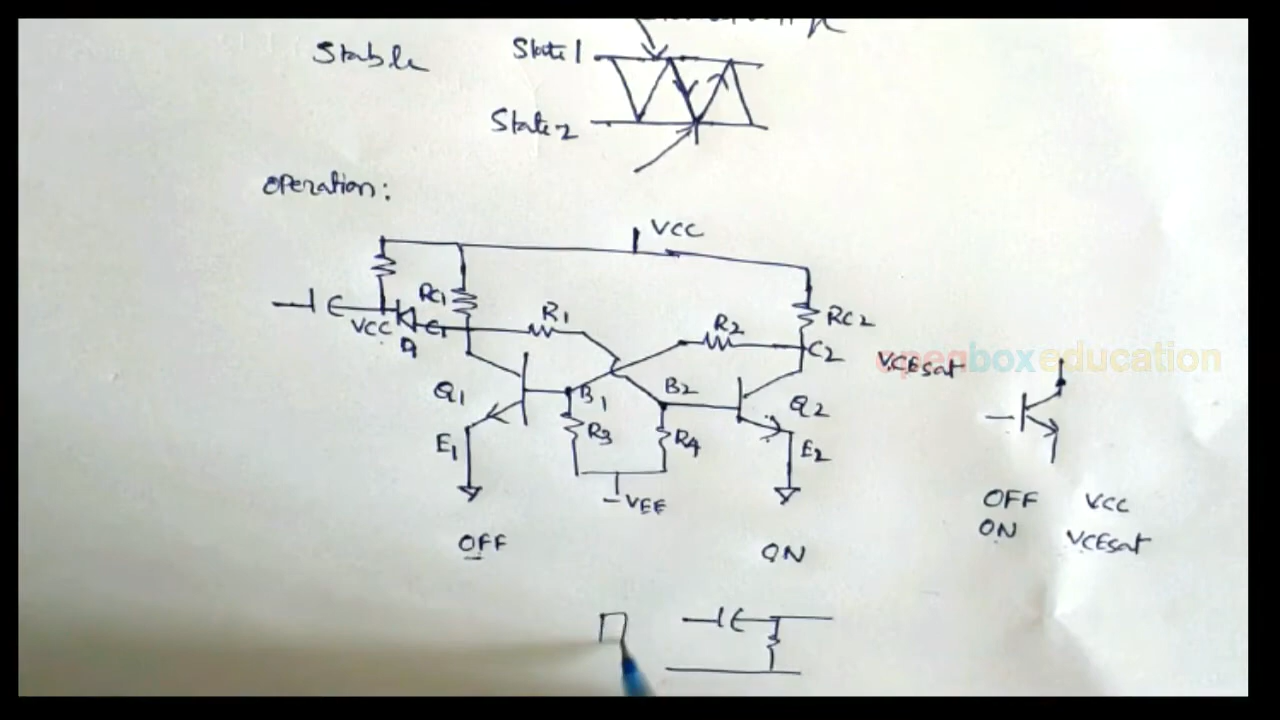 Stable
State 1
State 2
Operation:
VCC
RC1
R1
R2
RC2
VCC
C1
C2
VCEsat
openboxeducation
D1
Q1
B1
B2
Q2
R3
R4
E1
E2
-VEE
OFF
ON
OFF VCC
ON VCEsat